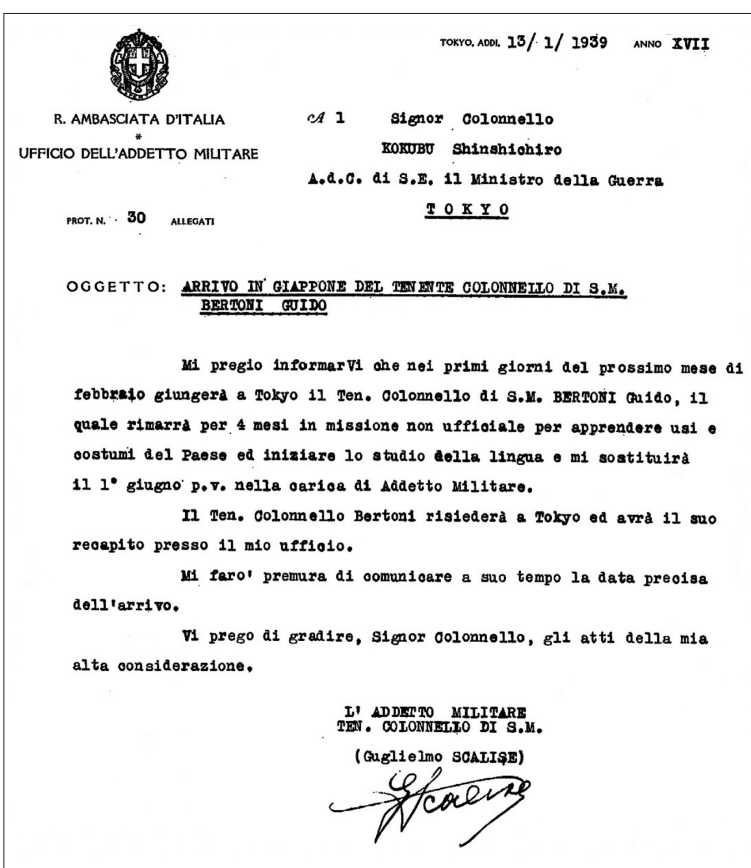 TOKYO, ADDI. 13/1/1939 ANNO XVII
R. AMBASCIATA D'ITALIA
*
UFFICIO DELL'ADDETTO MILITARE
PROT. N. 30 ALLEGATI
A l Signor Colonnello
KOKUBU Shinshichiro
A.d.C. di S.E. il Ministro della Guerra
TOKYO
OGGETTO: ARRIVO IN GIAPPONE DEL TENENTE COLONNELLO DI S.M.
BERTONI GUIDO
Mi pregio informarVi che nei primi giorni del prossimo mese di
febbraio giungerà a Tokyo il Ten. Colonnello di S.M. BERTONI Guido, il
quale rimarrà per 4 mesi in missione non ufficiale per apprendere usi e
costumi del Paese ed iniziare lo studio della lingua e mi sostituirà
il 1° giugno p.v. nella carica di Addetto Militare.
Il Ten. Colonnello Bertoni risiederà a Tokyo ed avrà il suo
recapito presso il mio ufficio.
Mi faro' premura di comunicare a suo tempo la data precisa
dell'arrivo.
Vi prego di gradire, Signor Colonnello, gli atti della mia
alta considerazione.
L' ADDETTO MILITARE
TEN. COLONNELLO DI S.M.
(Guglielmo SCALISE)
GScalise